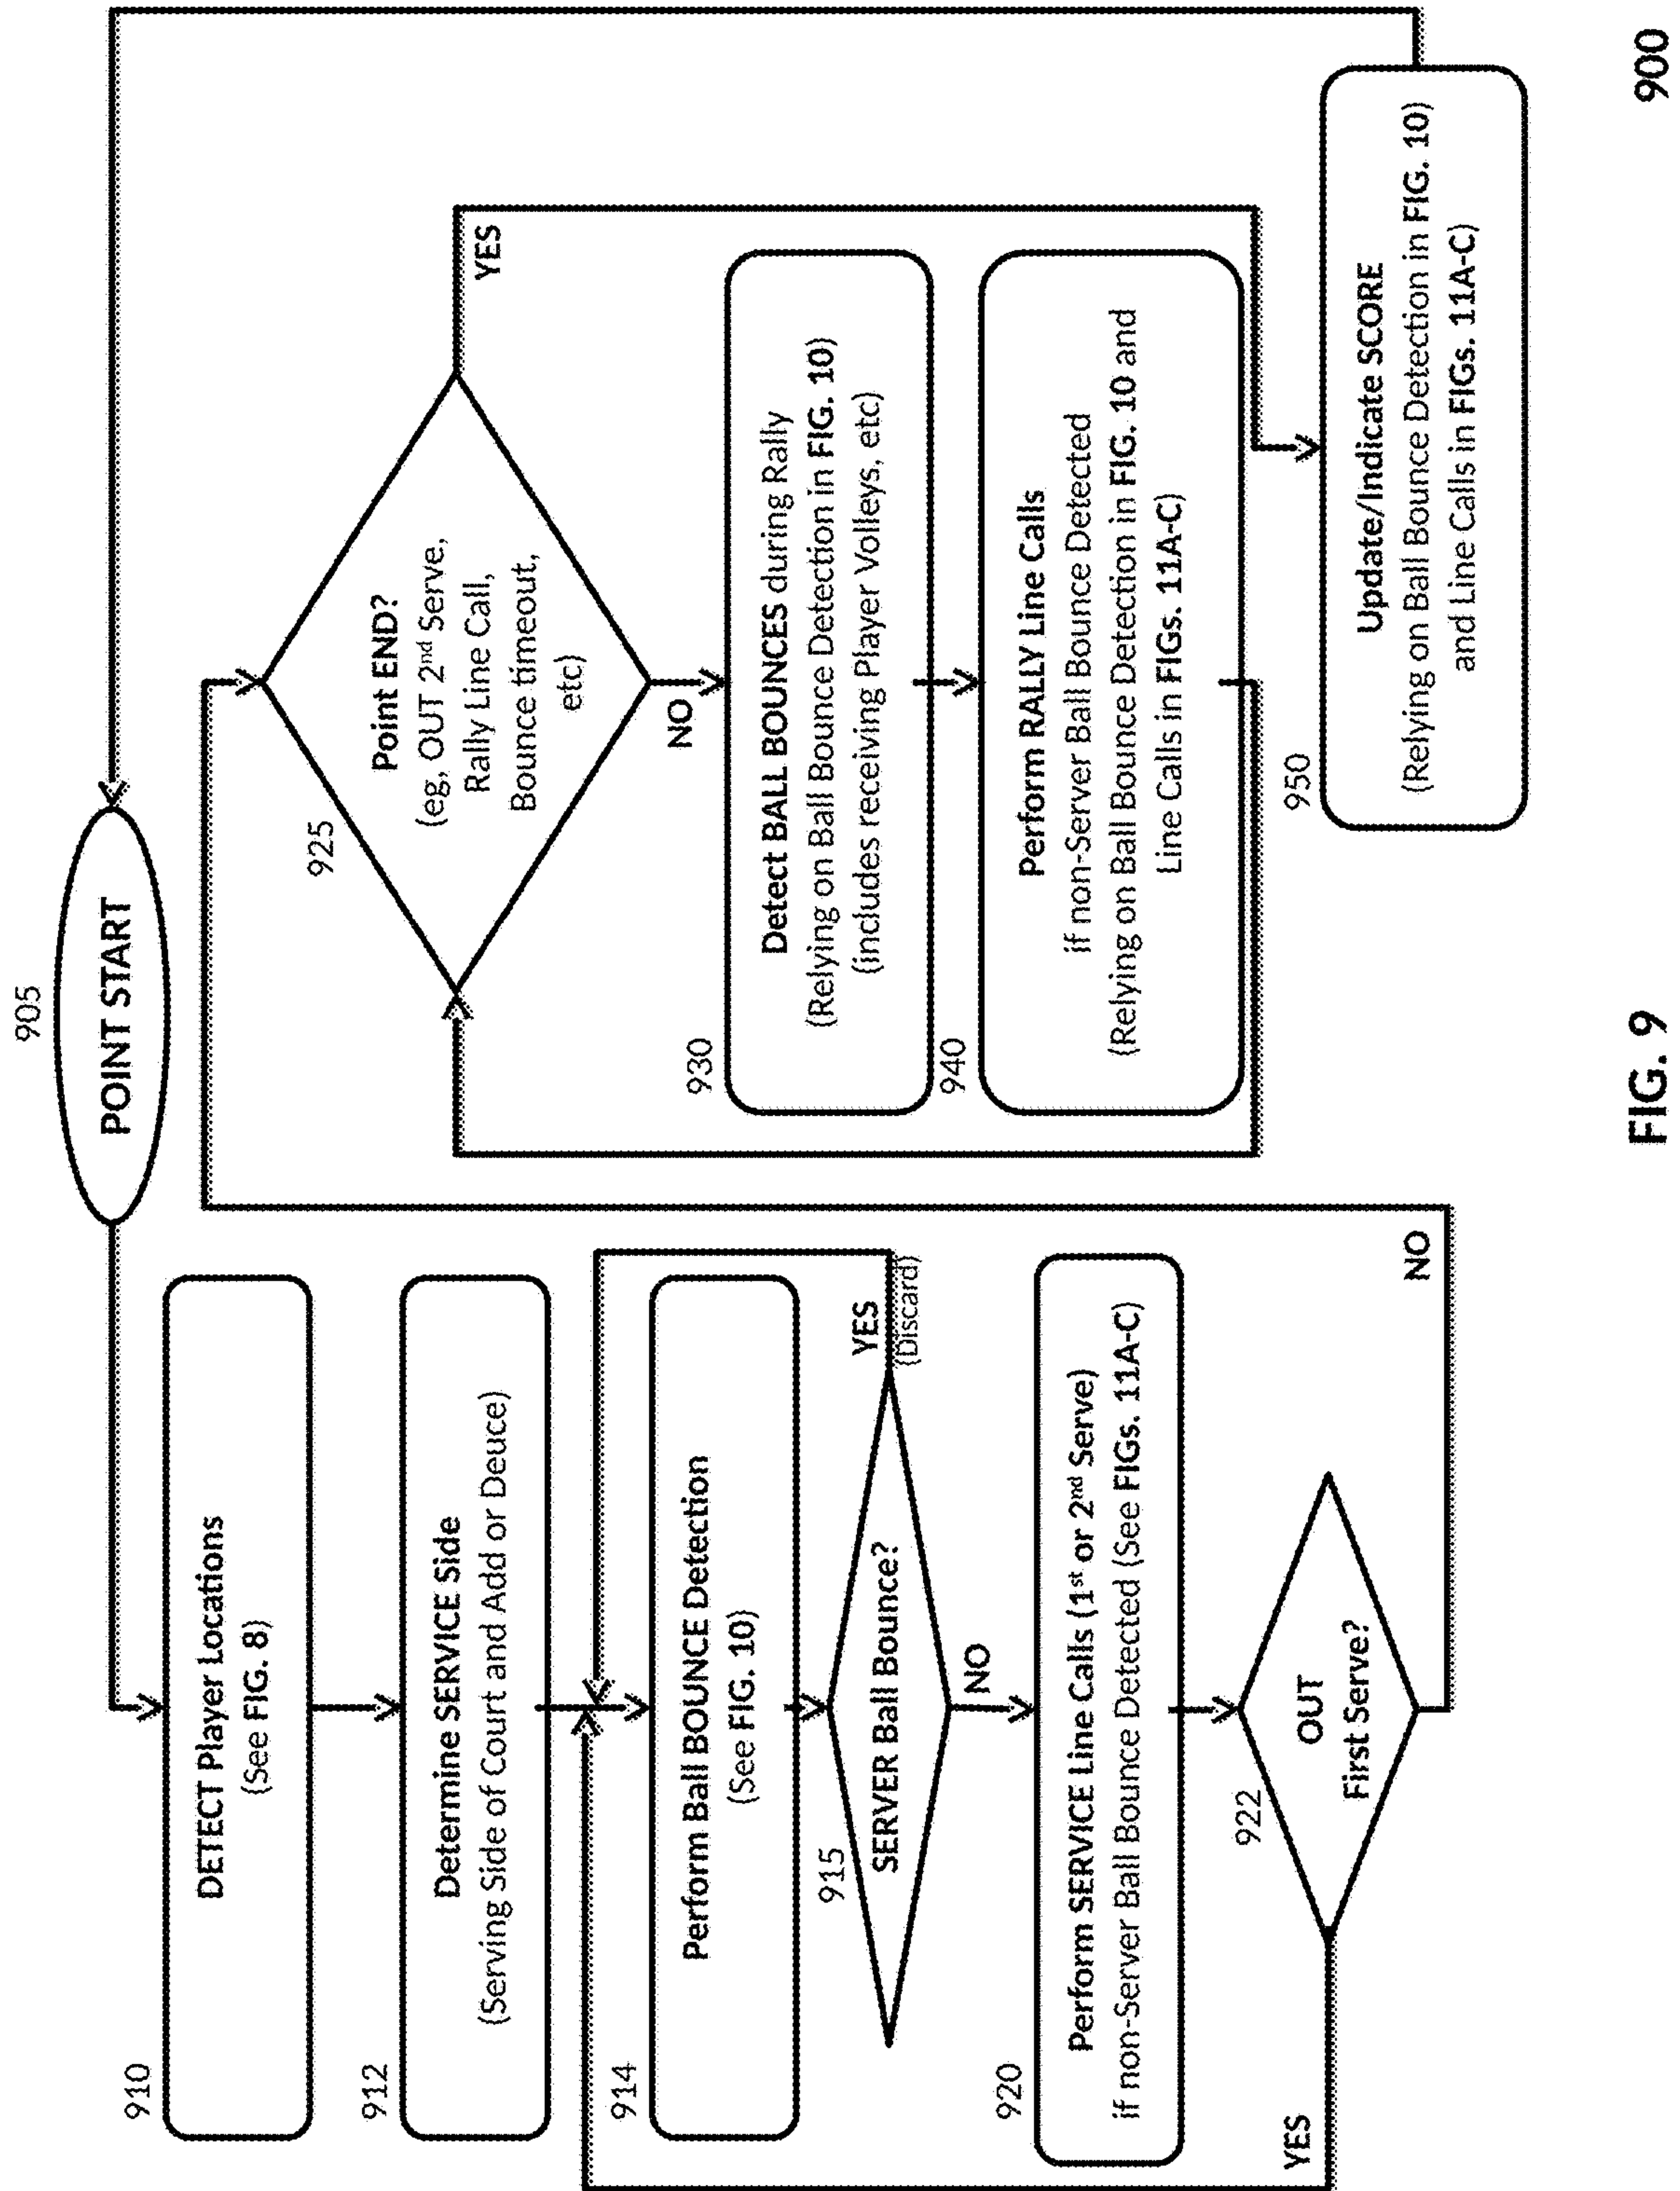 905
POINT START
910
DETECT Player Locations
(See FIG. 8)
912
Determine SERVICE Side
(Serving Side of Court and Add or Deuce)
914
Perform Ball BOUNCE Detection
(See FIG. 10)
915
SERVER Ball Bounce?
YES
(Discard)
NO
920
Perform SERVICE Line Calls (1st or 2nd Serve)
if non-Server Ball Bounce Detected (See FIGs. 11A-C)
922
OUT
First Serve?
YES
NO
925
Point END?
(eg, OUT 2nd Serve,
Rally Line Call,
Bounce timeout,
etc)
YES
NO
930
Detect BALL BOUNCES during Rally
(Relying on Ball Bounce Detection in FIG. 10)
(includes receiving Player Volleys, etc)
940
Perform RALLY Line Calls
if non-Server Ball Bounce Detected
(Relying on Ball Bounce Detection in FIG. 10 and
Line Calls in FIGs. 11A-C)
950
Update/Indicate SCORE
(Relying on Ball Bounce Detection in FIG. 10)
and Line Calls in FIGs. 11A-C)
FIG. 9
900